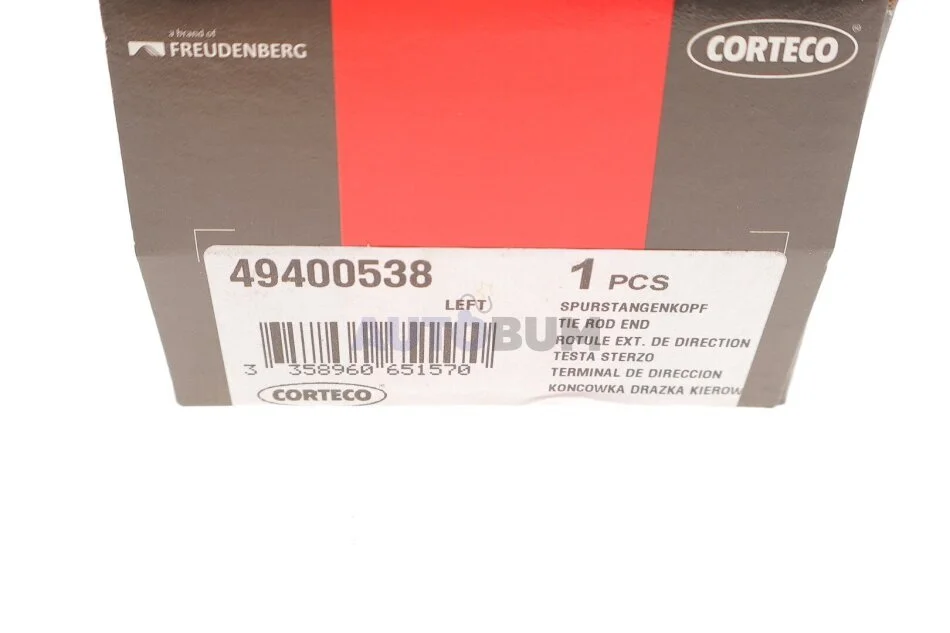 a brand of
FREUDENBERG
CORTECO
49400538
1 PCS
LEFT
SPURSTANGENKOPF
TIE ROD END
ROTULE EXT. DE DIRECTION
TESTA STERZO
TERMINAL DE DIRECCION
KONCOWKA DRAZKA KIEROW
AUTOBUM
3 358960 651570
CORTECO